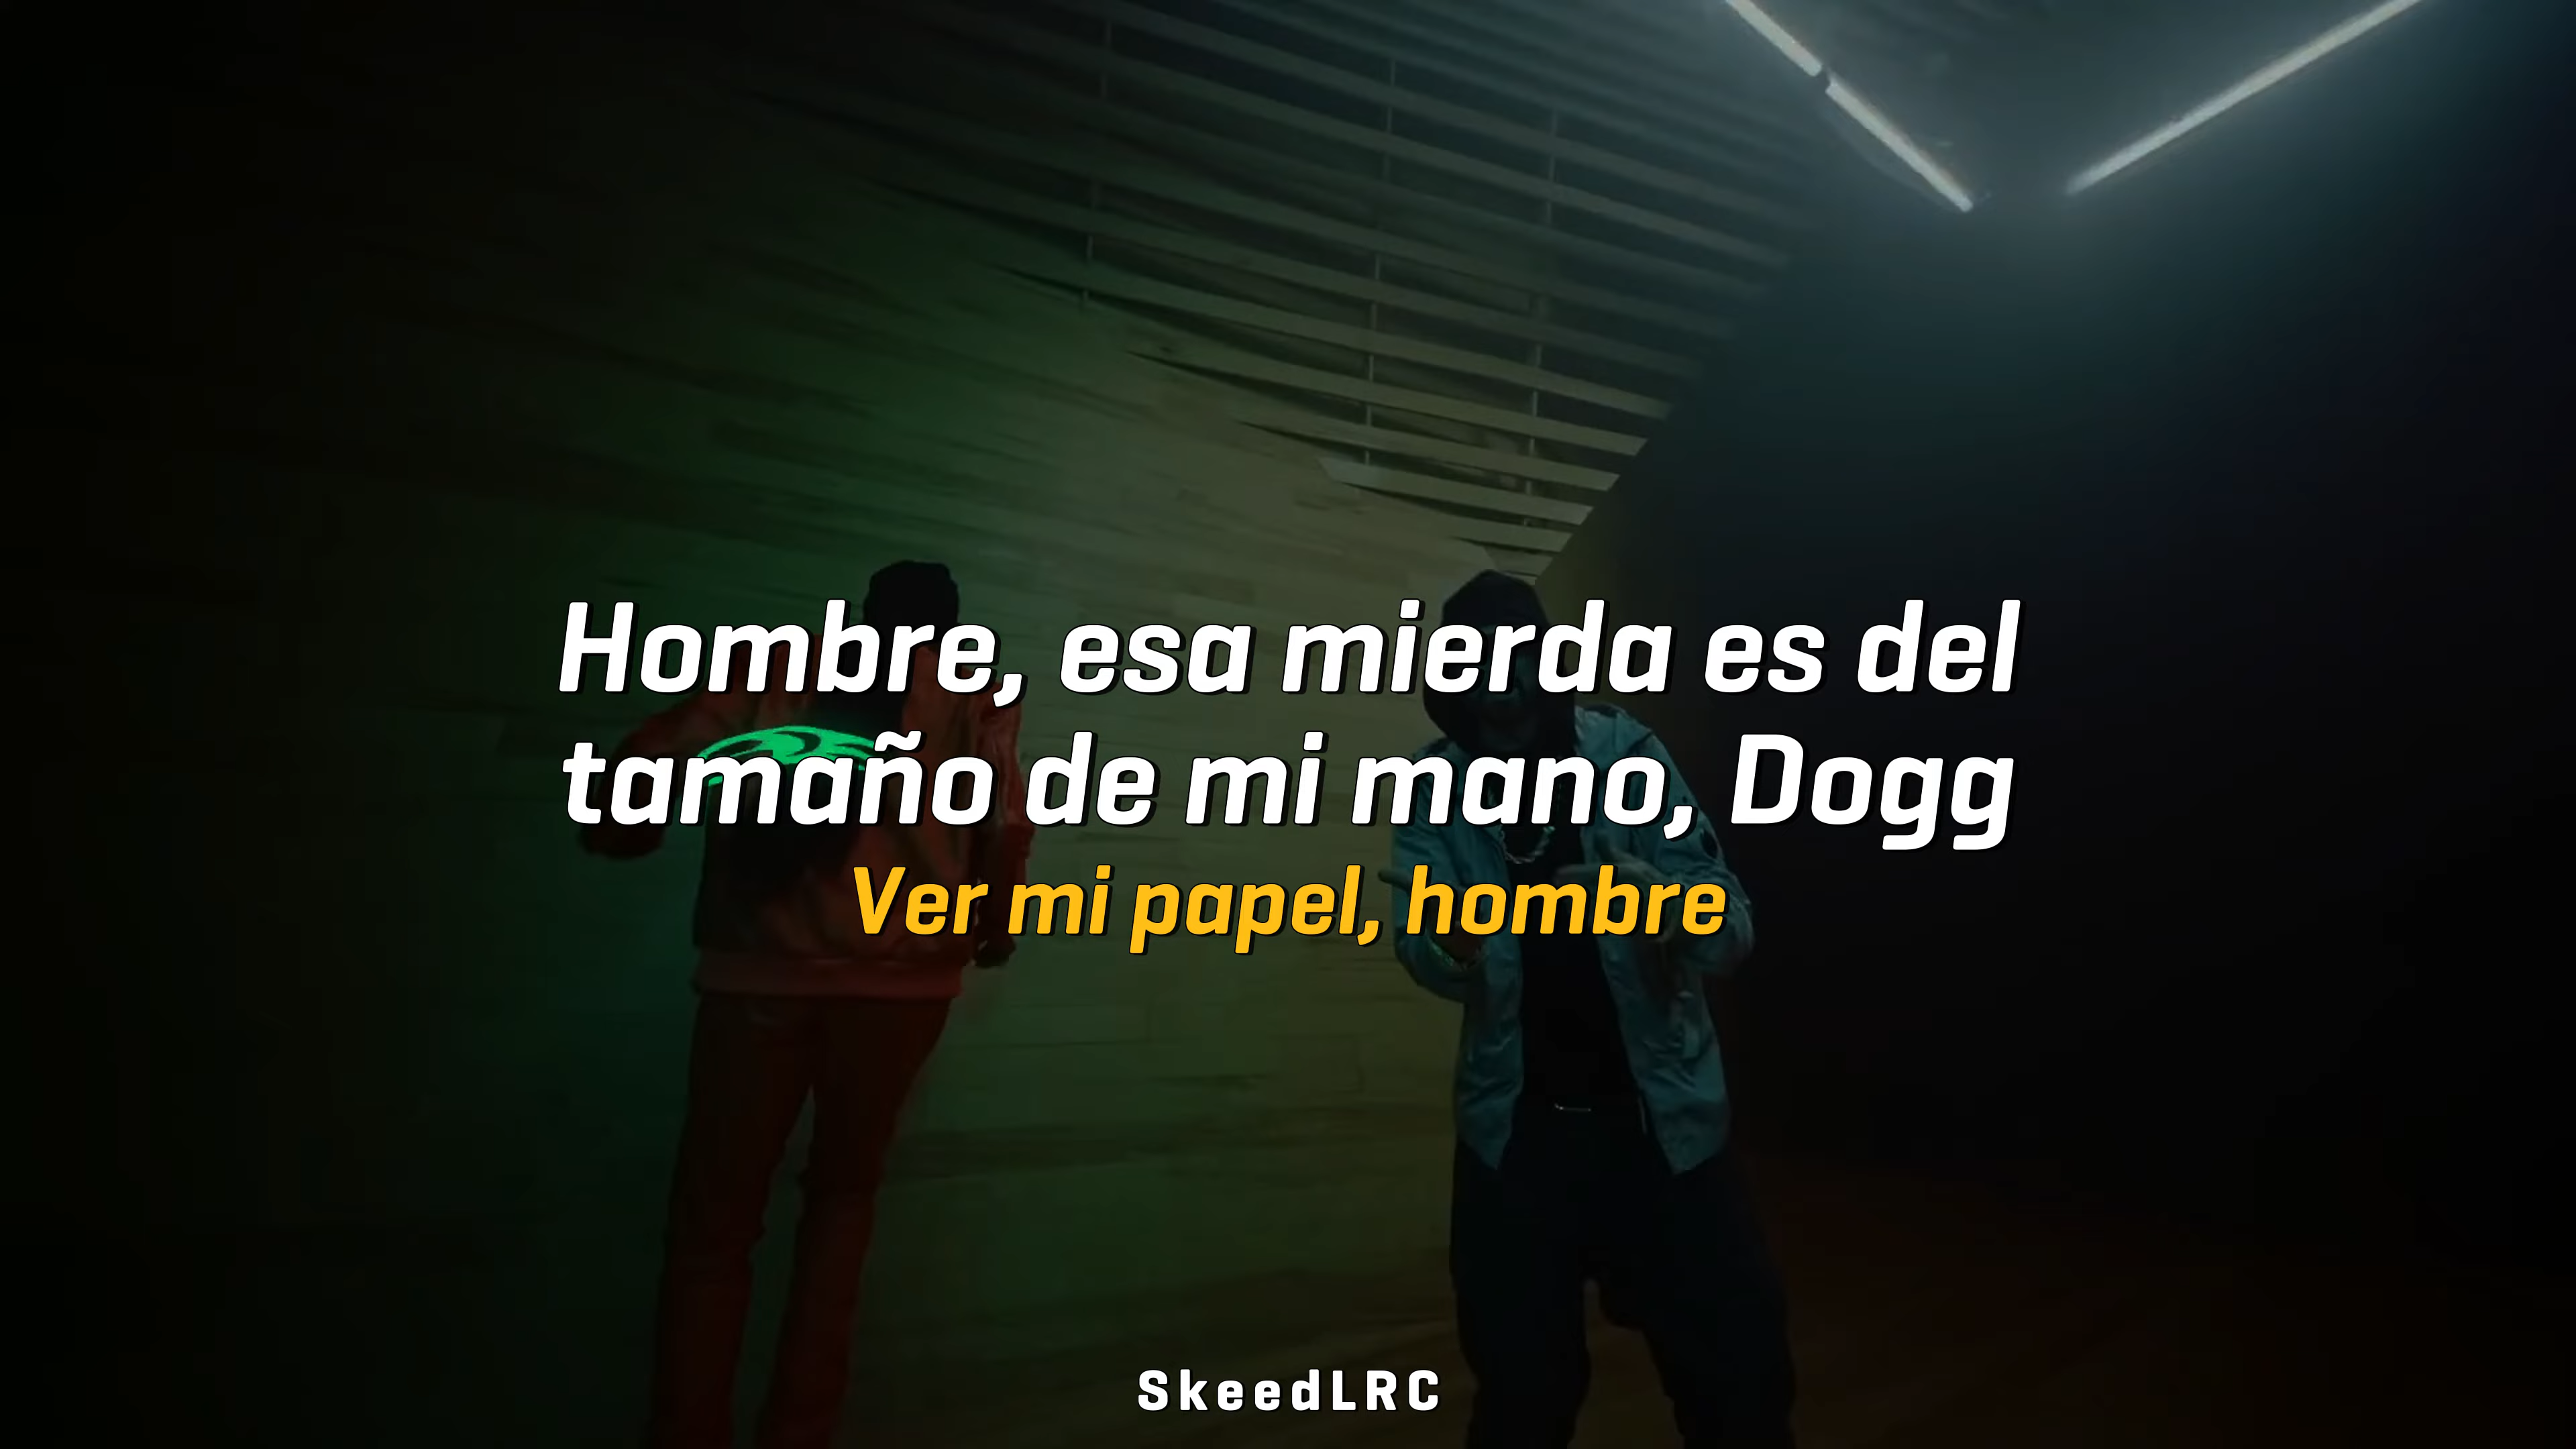 Hombre, esa mierda es del
tamaño de mi mano, Dogg
Ver mi papel, hombre
SkeedLRC